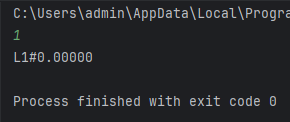 C:\Users\admin\AppData\Local\Progra
1
L1#0.00000
Process finished with exit code 0